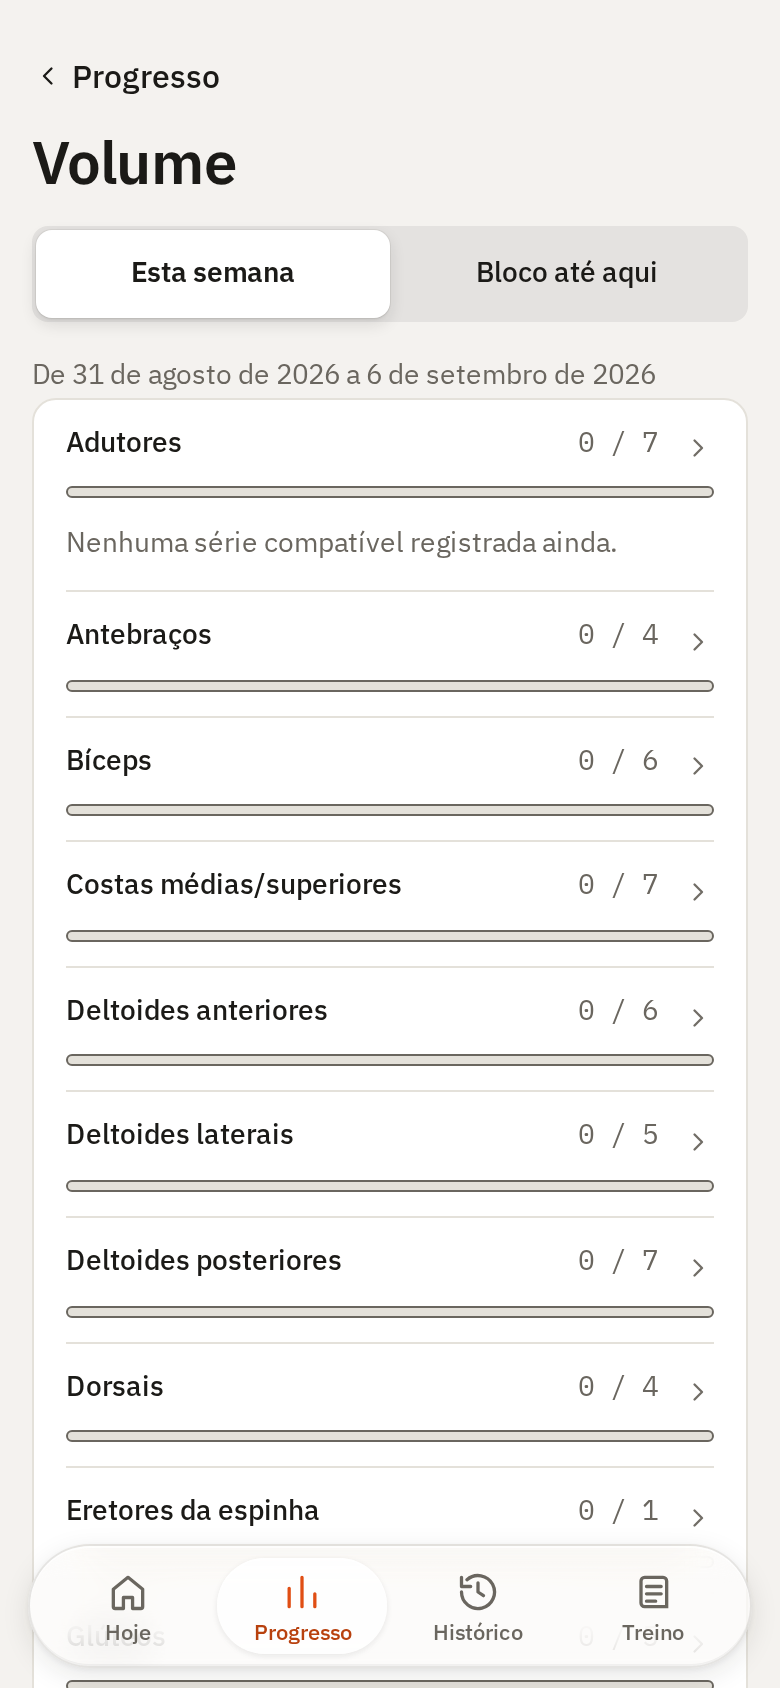 Progresso
Volume
Esta semana
Bloco até aqui
De 31 de agosto de 2026 a 6 de setembro de 2026
Adutores 0 / 7
Nenhuma série compatível registrada ainda.
Antebraços 0 / 4
Bíceps 0 / 6
Costas médias/superiores 0 / 7
Deltoides anteriores 0 / 6
Deltoides laterais 0 / 5
Deltoides posteriores 0 / 7
Dorsais 0 / 4
Eretores da espinha 0 / 1
Glúteos
Hoje
Progresso
Histórico
Treino